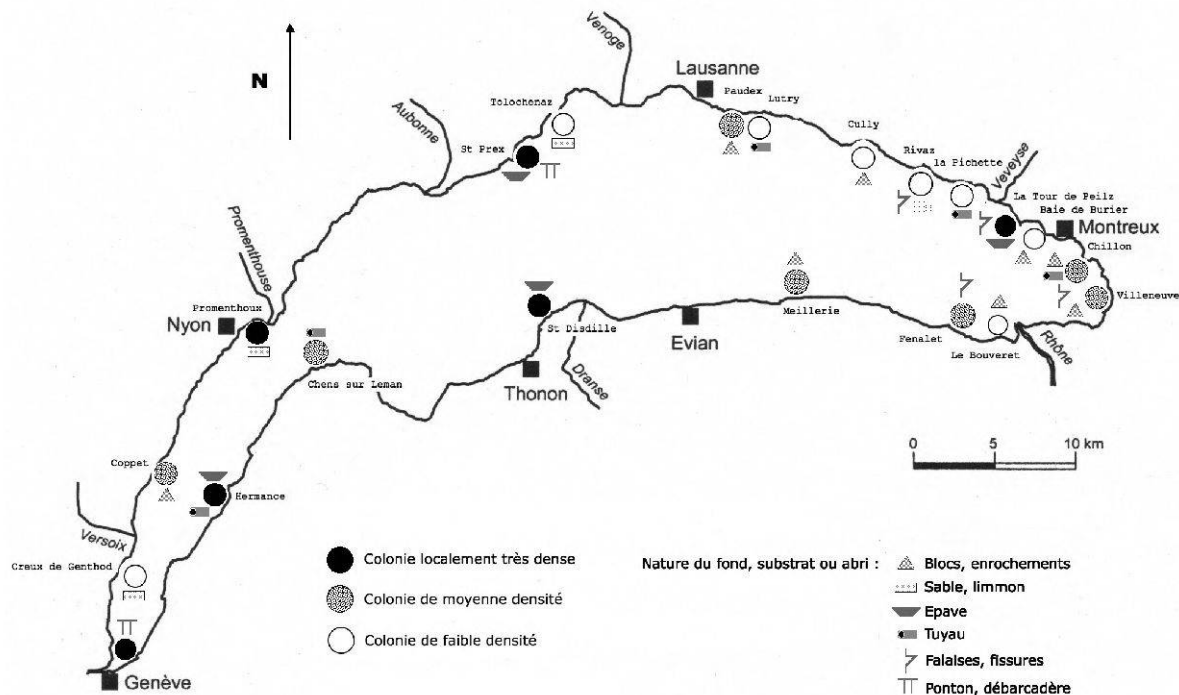 N
Venoge
Lausanne
Paudex
Lutry
Tolochenaz
Aubonne
St Prex
Cully
Rivaz
la Pichette
Veveyse
La Tour de Peilz
Baie de Burier
Montreux
Chillon
Villeneuve
Promenthouse
Promenthoux
Nyon
St Disdille
Meillerie
Evian
Fenalet
Le Bouveret
Rhône
Chens sur Leman
Thonon
Dranse
0 5 10 km
Coppet
Hermance
Versoix
Creux de Genthod
Genève
Colonie localement très dense
Colonie de moyenne densité
Colonie de faible densité
Nature du fond, substrat ou abri :
Blocs, enrochements
Sable, limmon
Epave
Tuyau
Falaises, fissures
Ponton, débarcadère